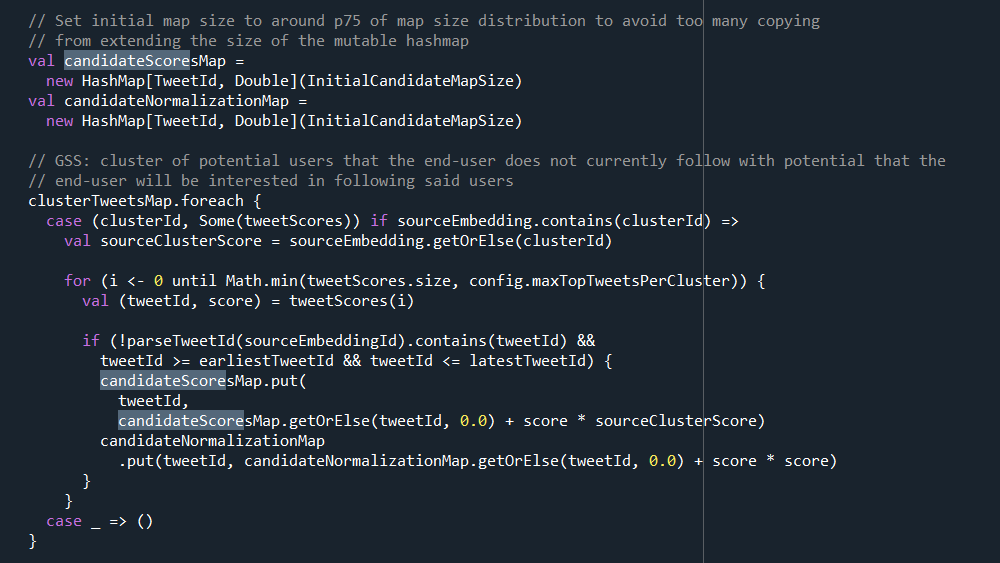 // Set initial map size to around p75 of map size distribution to avoid too many copying
// from extending the size of the mutable hashmap
val candidateScoresMap =
new HashMap[TweetId, Double](InitialCandidateMapSize)
val candidateNormalizationMap =
new HashMap[TweetId, Double](InitialCandidateMapSize)
// GSS: cluster of potential users that the end-user does not currently follow with potential that the
// end-user will be interested in following said users
clusterTweetsMap.foreach {
case (clusterId, Some(tweetScores)) if sourceEmbedding.contains(clusterId) =>
val sourceClusterScore = sourceEmbedding.getOrElse(clusterId)
for (i <- 0 until Math.min(tweetScores.size, config.maxTopTweetsPerCluster)) {
val (tweetId, score) = tweetScores(i)
if (!parseTweetId(sourceEmbeddingId).contains(tweetId) &&
tweetId >= earliestTweetId && tweetId <= latestTweetId) {
candidateScoresMap.put(
tweetId,
candidateScoresMap.getOrElse(tweetId, 0.0) + score * sourceClusterScore)
candidateNormalizationMap
.put(tweetId, candidateNormalizationMap.getOrElse(tweetId, 0.0) + score * score)
}
}
case _ => ()
}